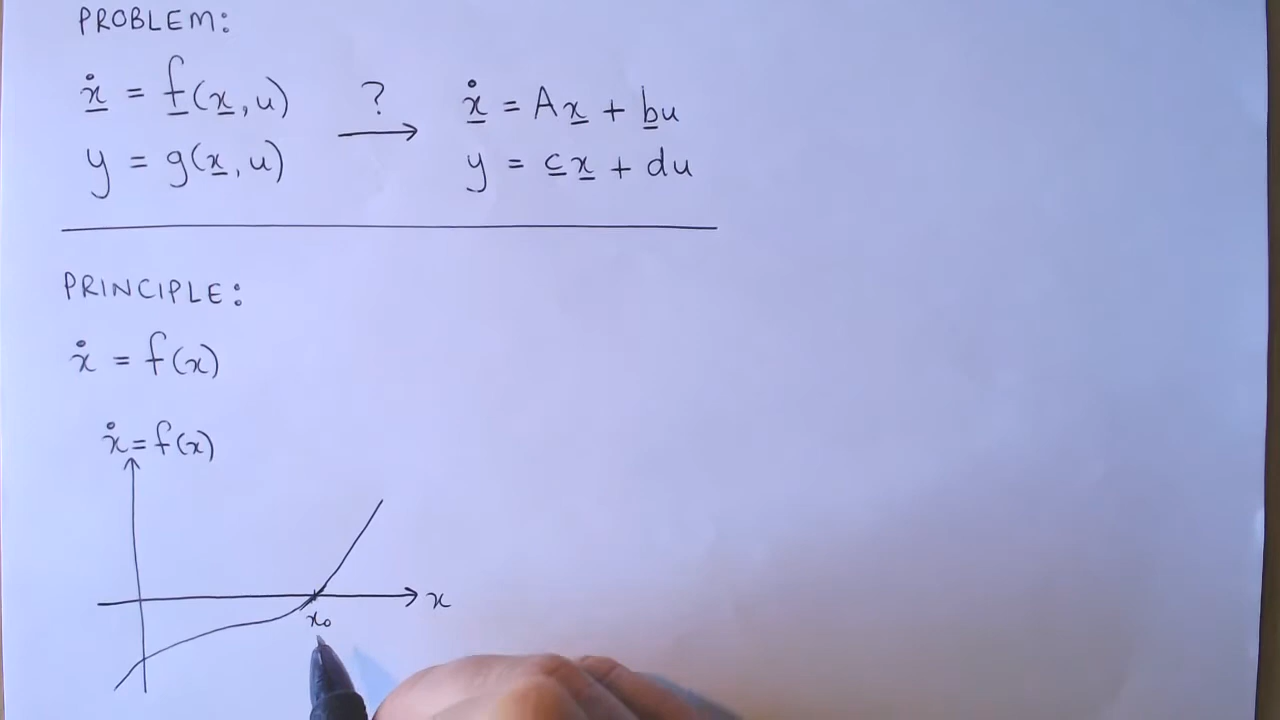 PROBLEM:
ẋ = f(x, u) ? ẋ = Ax + bu
y = g(x, u) → y = cx + du
PRINCIPLE:
ẋ = f(x)
ẋ = f(x)
x
x₀